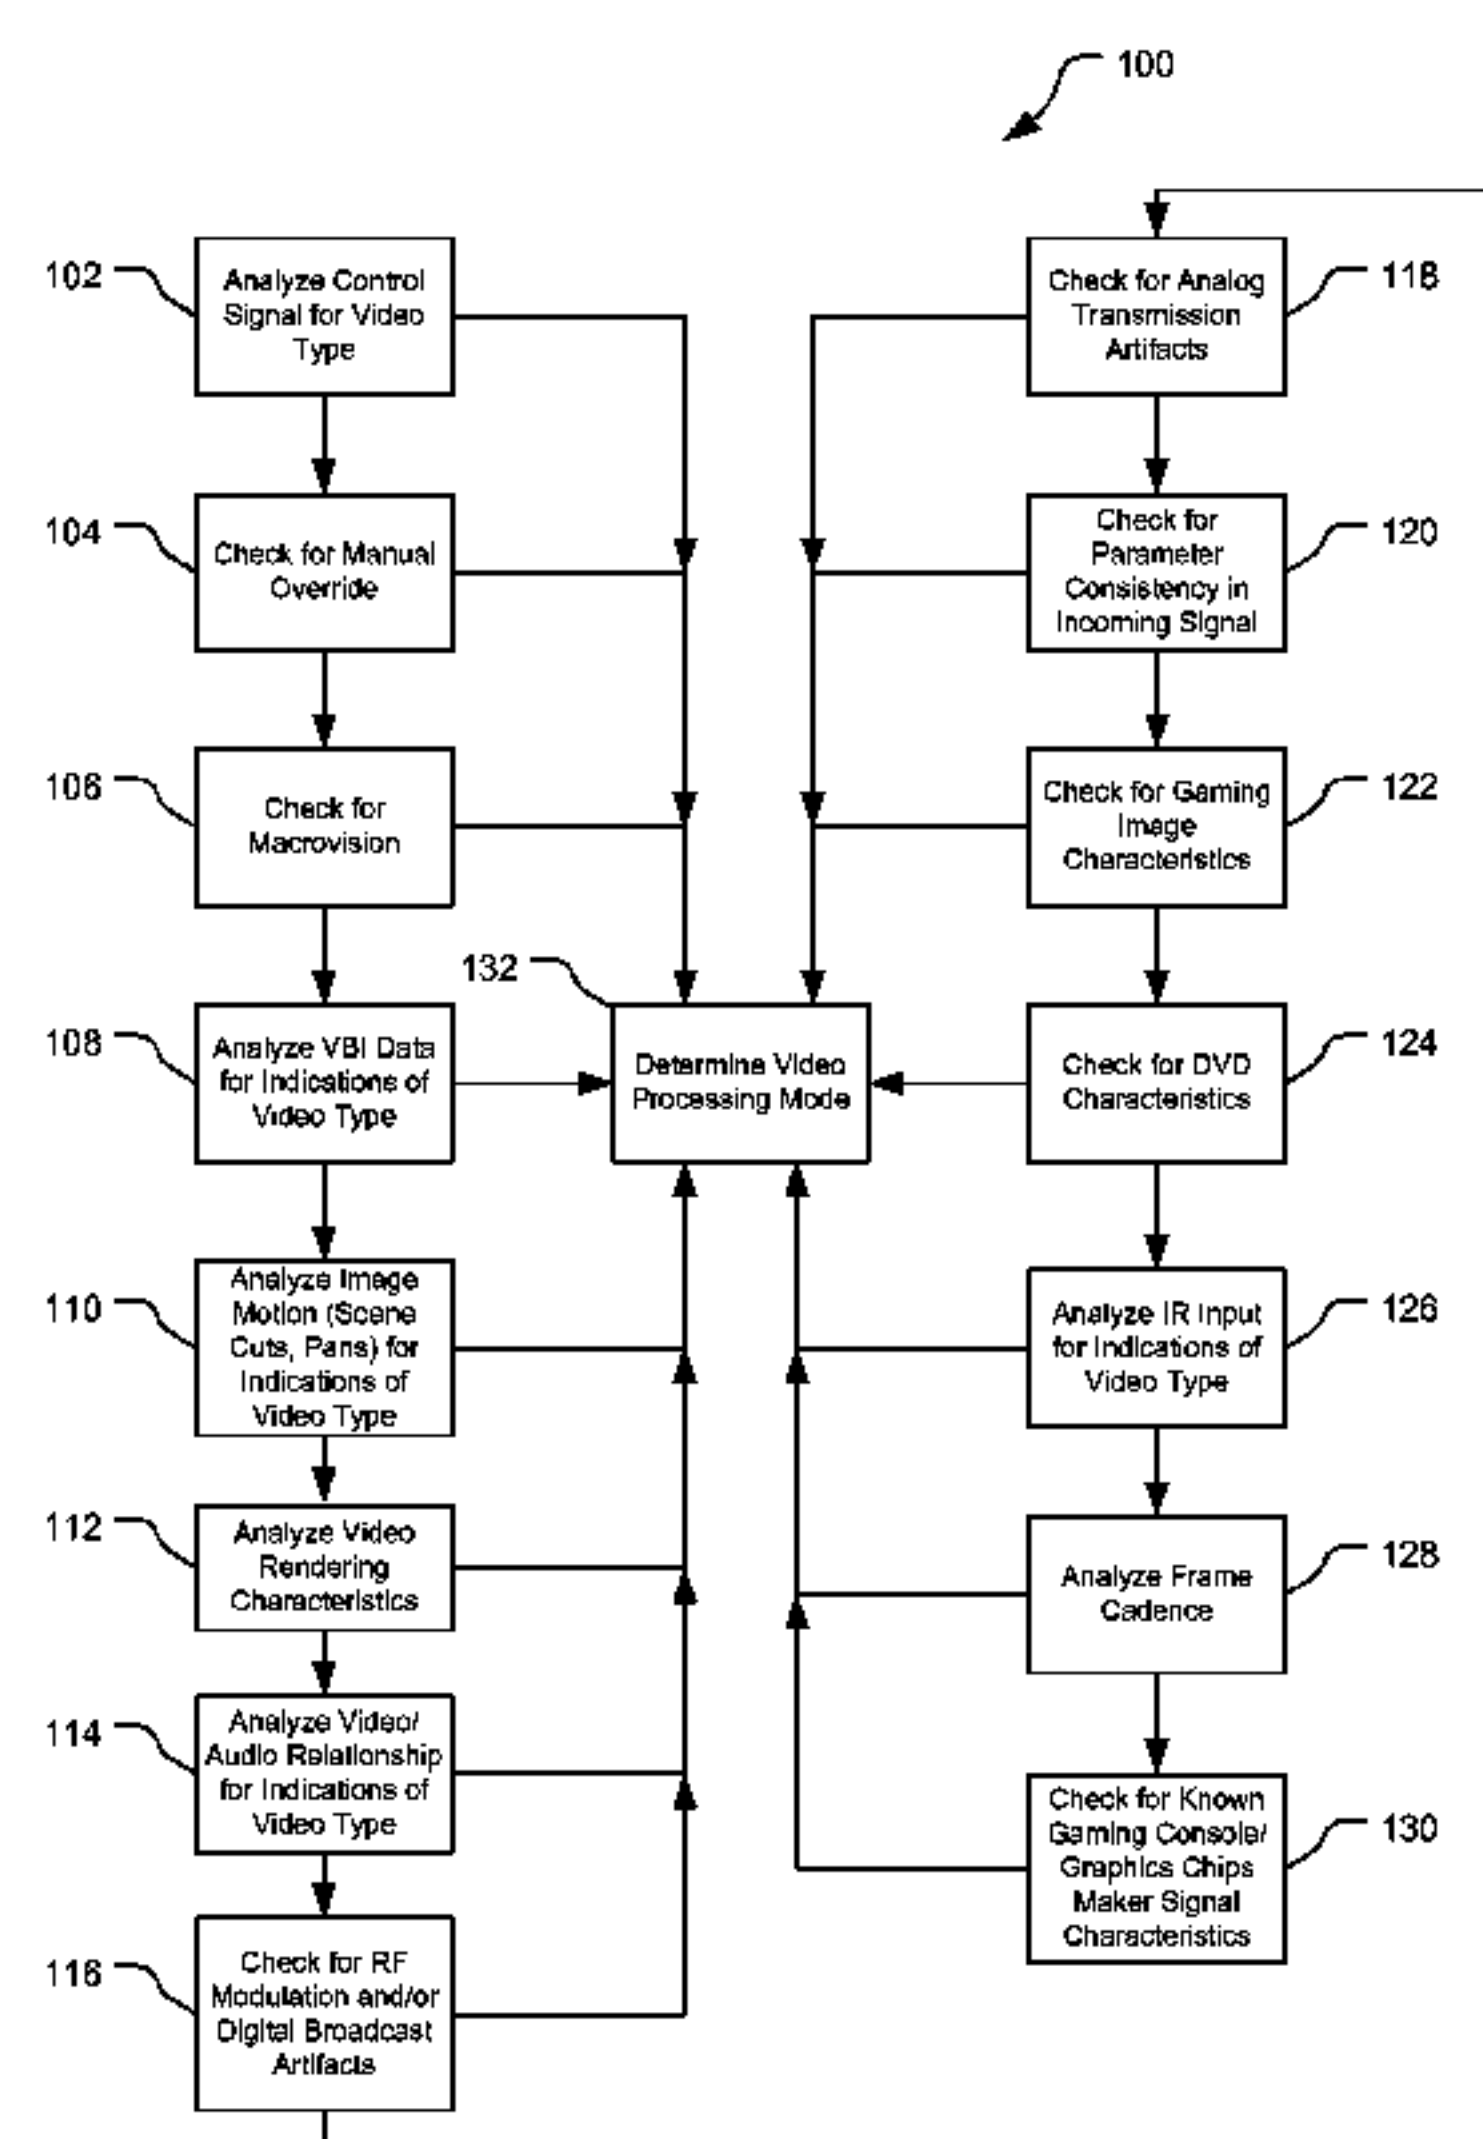 100
102
Analyze Control
Signal for Video
Type
104
Check for Manual
Override
106
Check for
Macrovision
108
Analyze VBI Data
for Indications of
Video Type
110
Analyze Image
Motion (Scene
Cuts, Pans) for
Indications of
Video Type
112
Analyze Video
Rendering
Characteristics
114
Analyze Video/
Audio Relationship
for Indications of
Video Type
116
Check for RF
Modulation and/or
Digital Broadcast
Artifacts
132
Determine Video
Processing Mode
118
Check for Analog
Transmission
Artifacts
120
Check for
Parameter
Consistency in
Incoming Signal
122
Check for Gaming
Image
Characteristics
124
Check for DVD
Characteristics
126
Analyze IR Input
for Indications of
Video Type
128
Analyze Frame
Cadence
130
Check for Known
Gaming Console/
Graphics Chips
Maker Signal
Characteristics